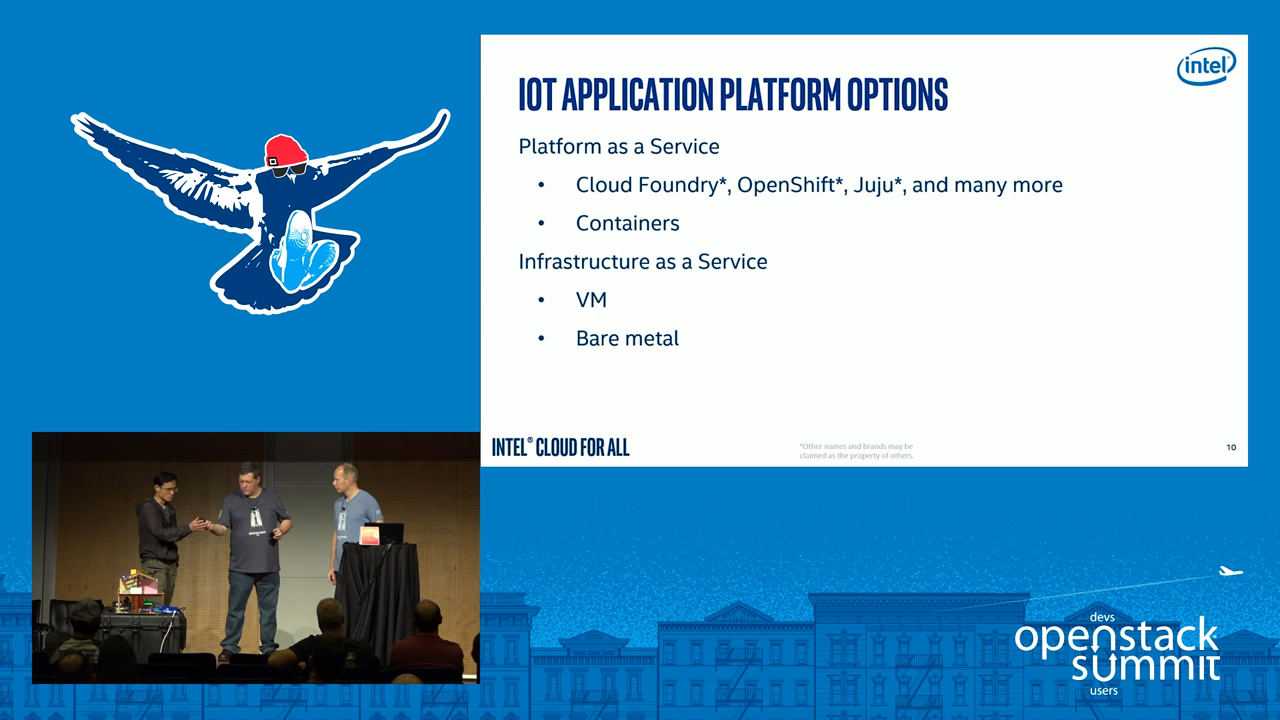 intel
IOT APPLICATION PLATFORM OPTIONS
Platform as a Service
• Cloud Foundry*, OpenShift*, Juju*, and many more
• Containers
Infrastructure as a Service
• VM
• Bare metal
INTEL® CLOUD FOR ALL
*Other names and brands may be
claimed as the property of others.
10
devs
openstack
summit
users